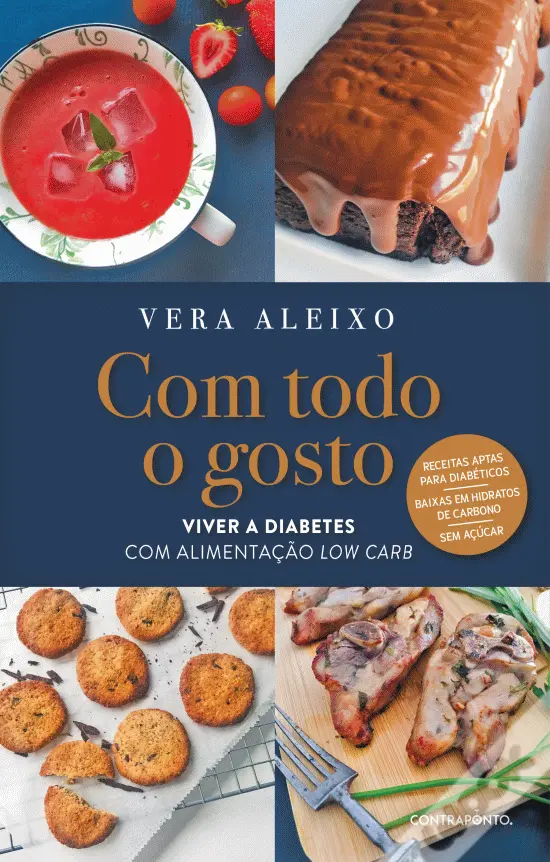 VERA ALEIXO
Com todo
o gosto
VIVER A DIABETES
COM ALIMENTAÇÃO LOW CARB
RECEITAS APTAS
PARA DIABÉTICOS
BAIXAS EM HIDRATOS
DE CARBONO
SEM AÇÚCAR
CONTRAPONTO.